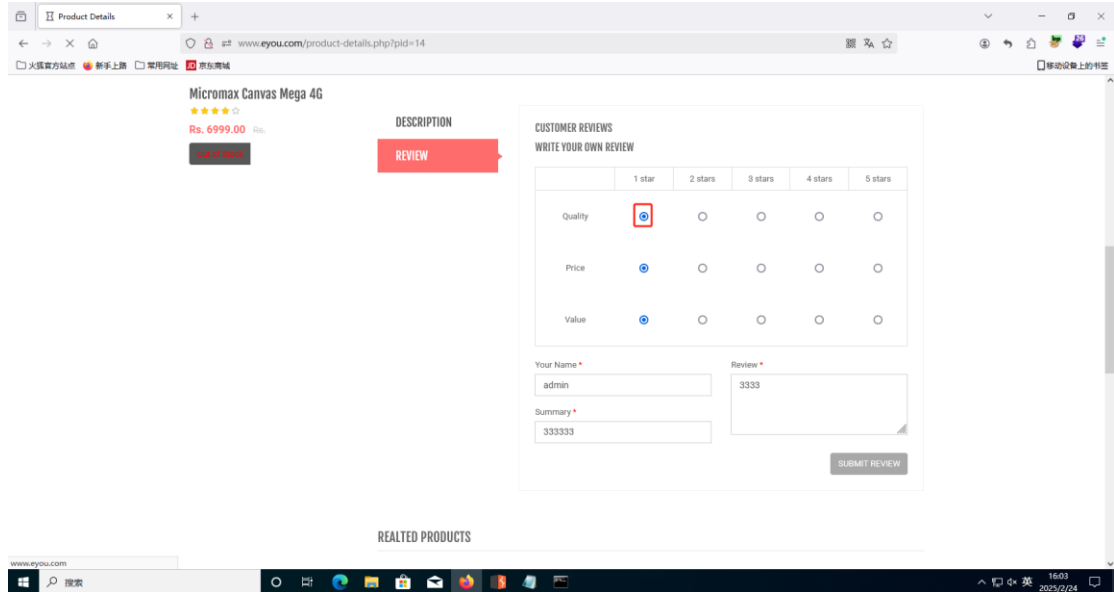 Product Details
www.eyou.com/product-details.php?pid=14
火狐官方站点 新手上路 常用网址 JD 京东商城 移动设备上的书签
Micromax Canvas Mega 4G
Rs. 6999.00 Rs.
DESCRIPTION
REVIEW
CUSTOMER REVIEWS
WRITE YOUR OWN REVIEW
1 star 2 stars 3 stars 4 stars 5 stars
Quality
Price
Value
Your Name *
admin
Summary *
333333
Review *
3333
SUBMIT REVIEW
REALTED PRODUCTS
www.eyou.com
搜索
英 16:03
2025/2/24